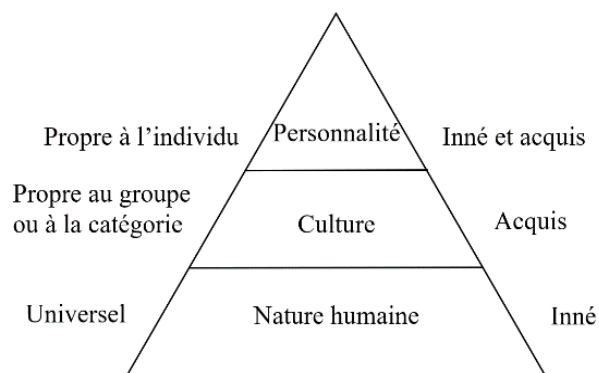 Propre à l’individu Personnalité Inné et acquis
Propre au groupe
ou à la catégorie Culture Acquis
Universel Nature humaine Inné